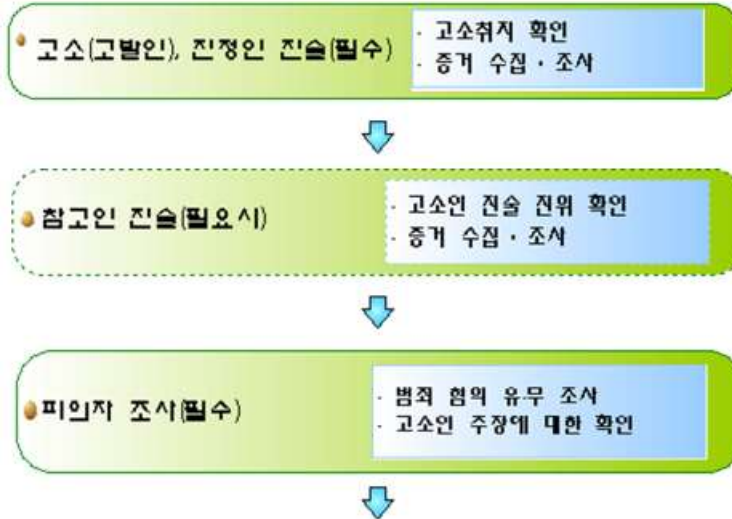 고소(고발인), 진정인 진술(필수)
· 고소취지 확인
· 증거 수집 · 조사
참고인 진술(필요시)
· 고소인 진술 진위 확인
· 증거 수집 · 조사
피의자 조사(필수)
· 범죄 혐의 유무 조사
· 고소인 주장에 대한 확인